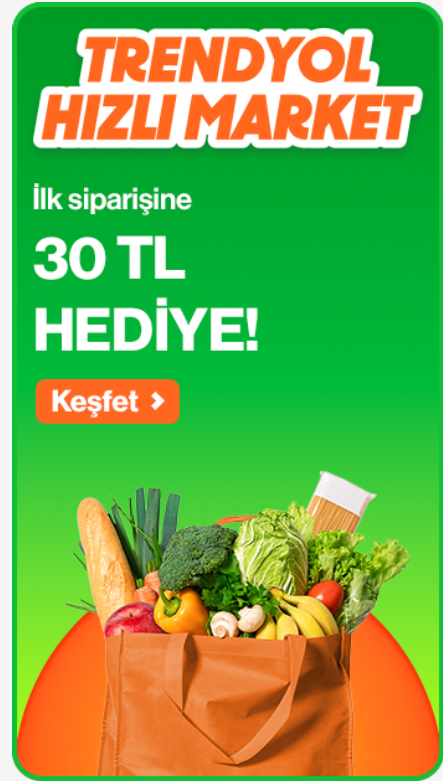 TRENDYOL
HIZLI MARKET
İlk siparişine
30 TL
HEDİYE!
Keşfet